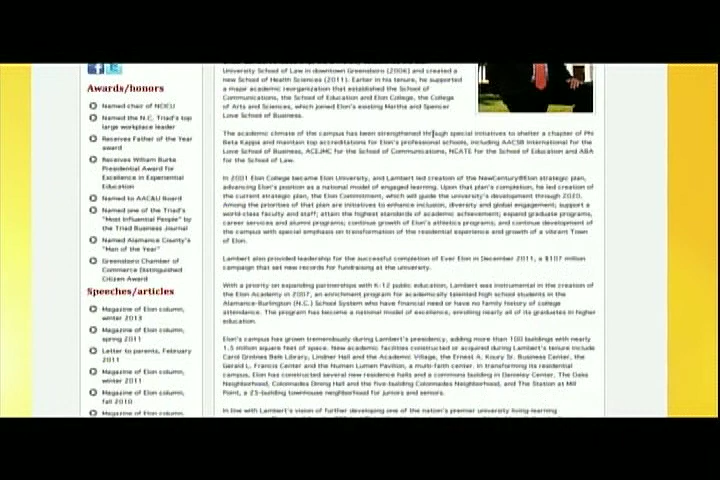 Awards/honors
Named chair of NCICU
Named the N.C. Triad's top
large workplace leader
Receives Father of the Year
award
Receives William Burke
Presidential Award for
Excellence in Experiential
Education
Named to AAC&U Board
Named one of the Triad's
"Most Influential People" by
the Triad Business Journal
Named Alamance County's
"Man of the Year"
Greensboro Chamber of
Commerce Distinguished
Citizen Award
Speeches/articles
Magazine of Elon column,
winter 2013
Magazine of Elon column,
spring 2011
Letter to parents, February
2011
Magazine of Elon column,
winter 2011
Magazine of Elon column,
fall 2010
Magazine of Elon column,
University School of Law in downtown Greensboro (2006) and created a
new School of Health Sciences (2011). Earlier in his tenure, he supported
a major academic reorganization that established the School of
Communications, the School of Education and Elon College, the College
of Arts and Sciences, which joined Elon's existing Martha and Spencer
Love School of Business.
The academic climate of the campus has been strengthened through special initiatives to shelter a chapter of Phi
Beta Kappa and maintain top accreditations for Elon's professional schools, including AACSB International for the
Love School of Business, ACEJMC for the School of Communications, NCATE for the School of Education and ABA
for the School of Law.
In 2001 Elon College became Elon University, and Lambert led creation of the NewCentury@Elon strategic plan,
advancing Elon's position as a national model of engaged learning. Upon that plan's completion, he led creation of
the current strategic plan, the Elon Commitment, which will guide the university's development through 2020.
Among the priorities of that plan are initiatives to enhance inclusion, diversity and global engagement; support a
world-class faculty and staff; attain the highest standards of academic achievement; expand graduate programs,
career services and alumni programs; continue growth of Elon's athletics programs; and continue development of
the campus with special emphasis on transformation of the residential experience and growth of a vibrant Town
of Elon.
Lambert also provided leadership for the successful completion of Ever Elon in December 2011, a $107 million
campaign that set new records for fundraising at the university.
With a priority on expanding partnerships with K-12 public education, Lambert was instrumental in the creation of
the Elon Academy in 2007, an enrichment program for academically talented high school students in the
Alamance-Burlington (N.C.) School System who have financial need or have no family history of college
attendance. The program has become a national model of excellence, enrolling nearly all of its graduates in higher
education.
Elon's campus has grown tremendously during Lambert's presidency, adding more than 100 buildings with nearly
1.5 million square feet of space. New academic facilities constructed or acquired during Lambert's tenure include
Carol Grotnes Belk Library, Lindner Hall and the Academic Village, the Ernest A. Koury Sr. Business Center, the
Gerald L. Francis Center and the Numen Lumen Pavilion, a multi-faith center. In transforming its residential
campus, Elon has constructed several new residence halls and a commons building in Danieley Center, The Oaks
Neighborhood, Colonnades Dining Hall and the five-building Colonnades Neighborhood, and The Station at Mill
Point, a 25-building townhouse neighborhood for juniors and seniors.
In line with Lambert's vision of further developing one of the nation's premier university living-learning